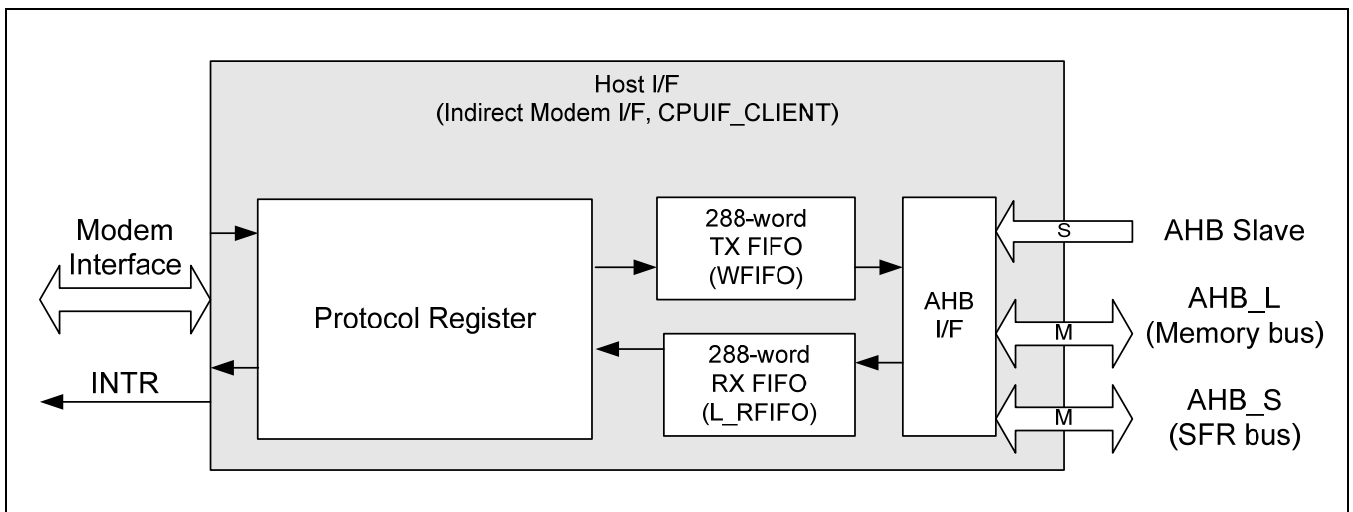 Host I/F
(Indirect Modem I/F, CPUIF_CLIENT)
Modem
Interface
INTR
Protocol Register
288-word
TX FIFO
(WFIFO)
288-word
RX FIFO
(L_RFIFO)
AHB
I/F
S
AHB Slave
M
AHB_L
(Memory bus)
M
AHB_S
(SFR bus)